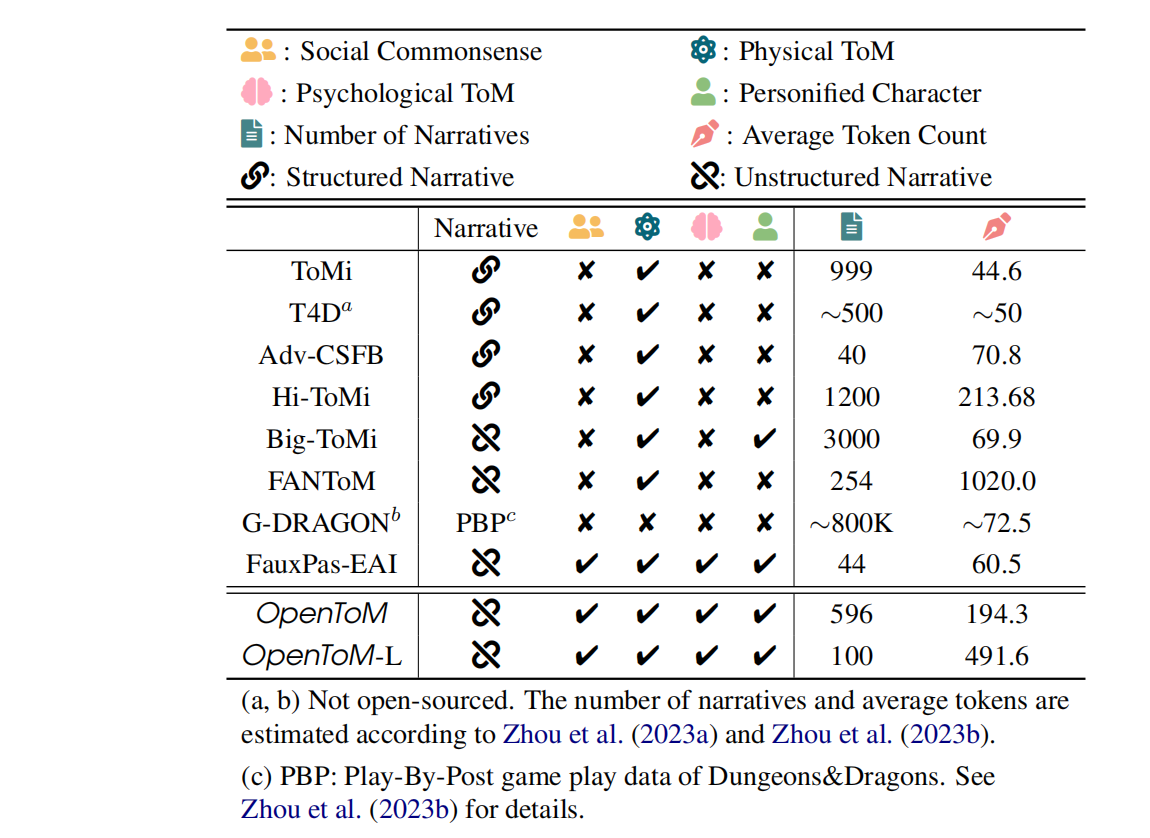 : Social Commonsense : Physical ToM
: Psychological ToM : Personified Character
: Number of Narratives : Average Token Count
: Structured Narrative : Unstructured Narrative
Narrative
ToMi ✘ ✔ ✘ ✘ 999 44.6
T4Dᵃ ✘ ✔ ✘ ✘ ~500 ~50
Adv-CSFB ✘ ✔ ✘ ✘ 40 70.8
Hi-ToMi ✘ ✔ ✘ ✘ 1200 213.68
Big-ToMi ✘ ✔ ✘ ✔ 3000 69.9
FANToM ✘ ✔ ✘ ✘ 254 1020.0
G-DRAGONᵇ PBPᶜ ✘ ✘ ✘ ✘ ~800K ~72.5
FauxPas-EAI ✔ ✔ ✔ ✔ 44 60.5
OpenToM ✔ ✔ ✔ ✔ 596 194.3
OpenToM-L ✔ ✔ ✔ ✔ 100 491.6
(a, b) Not open-sourced. The number of narratives and average tokens are
estimated according to Zhou et al. (2023a) and Zhou et al. (2023b).
(c) PBP: Play-By-Post game play data of Dungeons&Dragons. See
Zhou et al. (2023b) for details.